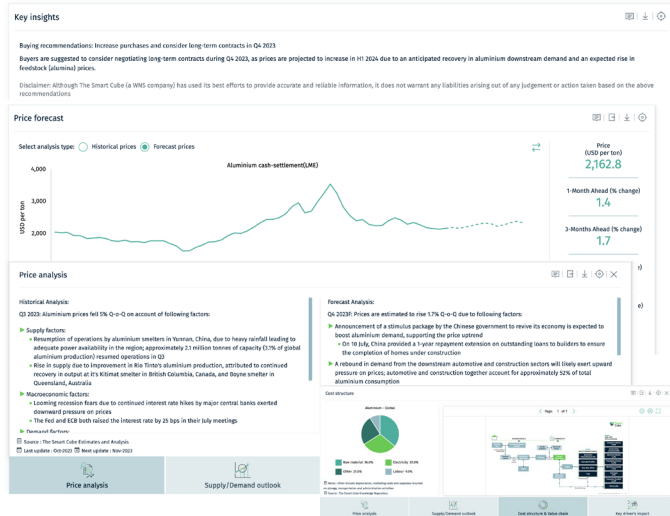 Key insights
Buying recommendations: Increase purchases and consider long-term contracts in Q4 2023
Buyers are suggested to consider negotiating long-term contracts during Q4 2023, as prices are projected to increase in H1 2024 due to an anticipated recovery in aluminium downstream demand and an expected rise in
feedstock (alumina) prices.
Disclaimer: Although The Smart Cube (a WNS company) has used its best efforts to provide accurate and reliable information, it does not warrant any liabilities arising out of any judgement or action taken based on the above
recommendations
Price forecast
Select analysis type: Historical prices Forecast prices
Aluminium cash-settlement(LME)
4,000
3,000
2,000
USD per ton
Price
(USD per ton)
2,162.8
1-Month Ahead (% change)
1.4
3-Months Ahead (% change)
1.7
Price analysis
Historical Analysis:
Q3 2023: Aluminium prices fell 5% Q-o-Q on account of following factors:
Supply factors:
Resumption of operations by aluminium smelters in Yunnan, China, due to heavy rainfall leading to
adequate power availability in the region; approximately 2.1 million tonnes of capacity (3.1% of global
aluminium production) resumed operations in Q3
Rise in supply due to improvement in Rio Tinto's aluminium production, attributed to continued
recovery in output at it's Kitimat smelter in British Columbia, Canada, and Boyne smelter in
Queensland, Australia
Macroeconomic factors:
Looming recession fears due to continued interest rate hikes by major central banks exerted
downward pressure on prices
The Fed and ECB both raised the interest rate by 25 bps in their July meetings
Demand factors:
Source : The Smart Cube Estimates and Analysis
Last update : Oct-2023 Next update : Nov-2023
Forecast Analysis:
Q4 2023F: Prices are estimated to rise 1.7% Q-o-Q due to following factors:
Announcement of a stimulus package by the Chinese government to revive its economy is expected to
boost aluminium demand, supporting the price uptrend
On 10 July, China provided a 1-year repayment extension on outstanding loans to builders to ensure
the completion of homes under construction
A rebound in demand from the downstream automotive and construction sectors will likely exert upward
pressure on prices; automotive and construction together account for approximately 52% of total
aluminium consumption
Price analysis
Supply/Demand outlook
Cost structure
Aluminium - Global
Page 1 of 1
Price analysis
Supply/Demand outlook
Cost structure & Value chain
Key driver's impact